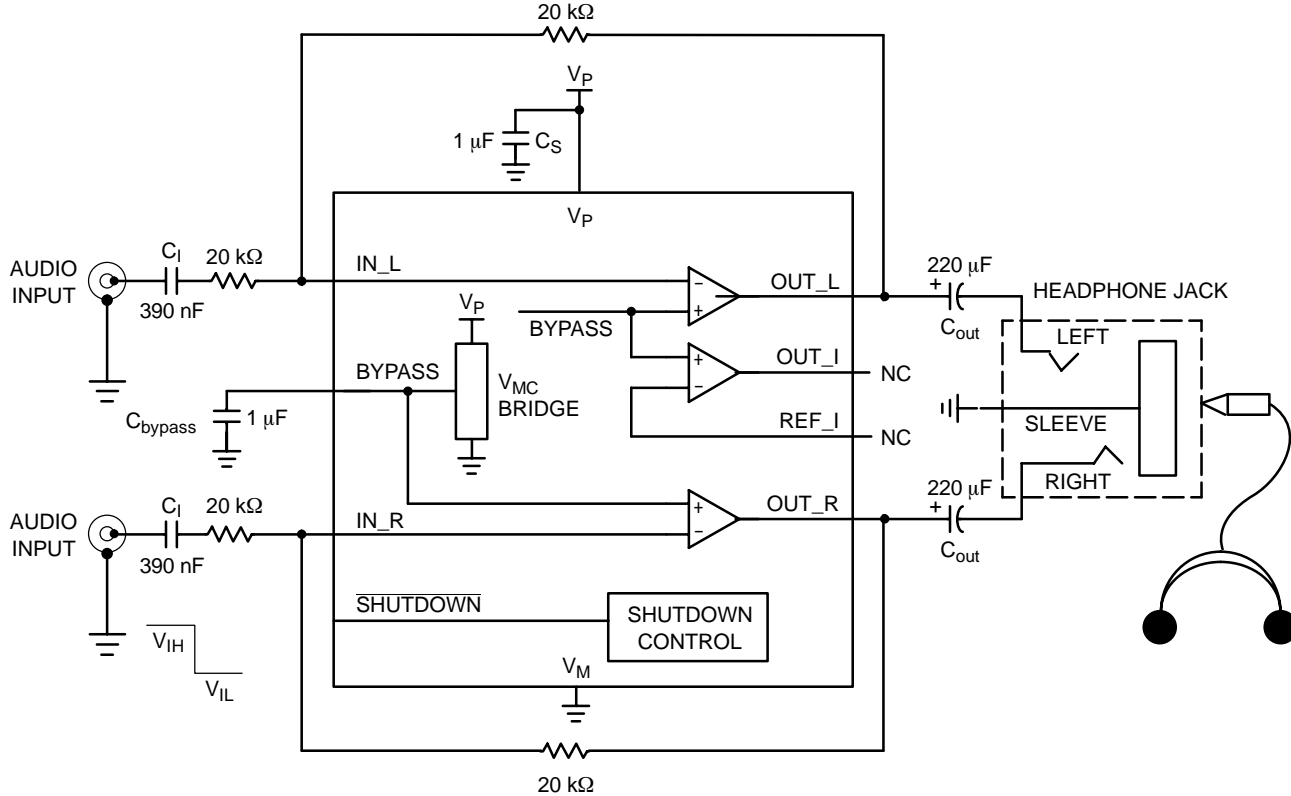 20 kΩ
V_P
1 μF
C_S
V_P
AUDIO
INPUT
C_I
20 kΩ
390 nF
IN_L
OUT_L
220 μF
+
C_out
HEADPHONE JACK
LEFT
V_P
BYPASS
−
+
+
−
OUT_I
NC
BYPASS
V_MC
BRIDGE
C_bypass
1 μF
REF_I
NC
SLEEVE
RIGHT
AUDIO
INPUT
C_I
20 kΩ
390 nF
IN_R
+
−
OUT_R
220 μF
+
C_out
SHUTDOWN
SHUTDOWN
CONTROL
V_IH
V_IL
V_M
20 kΩ